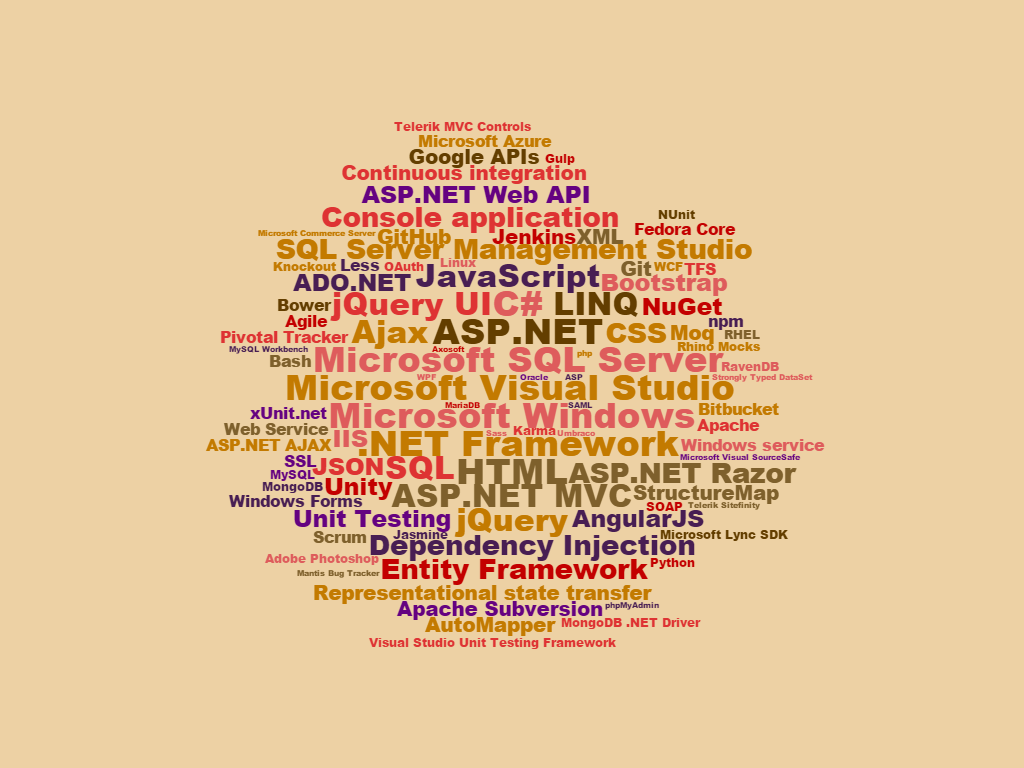 Telerik MVC Controls
Microsoft Azure
Google APIs Gulp
Continuous integration
ASP.NET Web API
Console application NUnit
Fedora Core
Microsoft Commerce Server GitHub Jenkins XML
SQL Server Management Studio
Knockout Less OAuth Linux Git WCF TFS
ADO.NET JavaScript Bootstrap
Bower jQuery UI C# LINQ NuGet
Agile npm
Pivotal Tracker Ajax ASP.NET CSS Moq RHEL
MySQL Workbench Axosoft php Rhino Mocks
Bash Microsoft SQL Server RavenDB
WPF Oracle ASP Strongly Typed DataSet
Microsoft Visual Studio
MariaDB SAML
xUnit.net Microsoft Windows Bitbucket
Web Service Sass Karma Umbraco Apache
ASP.NET AJAX IIS .NET Framework Windows service
Microsoft Visual SourceSafe
SSL JSON SQL HTML ASP.NET Razor
MySQL
MongoDB Unity ASP.NET MVC StructureMap
Windows Forms SOAP Telerik Sitefinity
Unit Testing jQuery AngularJS
Scrum Jasmine Microsoft Lync SDK
Dependency Injection
Adobe Photoshop Python
Mantis Bug Tracker Entity Framework
Representational state transfer
Apache Subversion phpMyAdmin
AutoMapper MongoDB .NET Driver
Visual Studio Unit Testing Framework